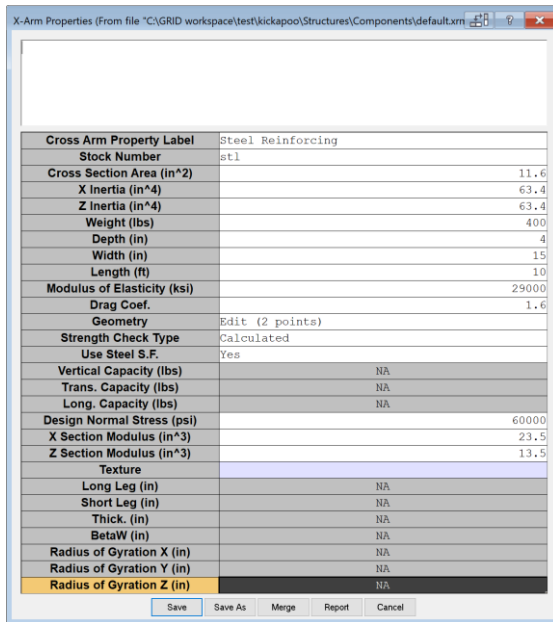 X-Arm Properties (From file "C:\GRID workspace\test\kickapoo\Structures\Components\default.xrn
Cross Arm Property Label Steel Reinforcing
Stock Number stl
Cross Section Area (in^2) 11.6
X Inertia (in^4) 63.4
Z Inertia (in^4) 63.4
Weight (lbs) 400
Depth (in) 4
Width (in) 15
Length (ft) 10
Modulus of Elasticity (ksi) 29000
Drag Coef. 1.6
Geometry Edit (2 points)
Strength Check Type Calculated
Use Steel S.F. Yes
Vertical Capacity (lbs) NA
Trans. Capacity (lbs) NA
Long. Capacity (lbs) NA
Design Normal Stress (psi) 60000
X Section Modulus (in^3) 23.5
Z Section Modulus (in^3) 13.5
Texture
Long Leg (in) NA
Short Leg (in) NA
Thick. (in) NA
BetaW (in) NA
Radius of Gyration X (in) NA
Radius of Gyration Y (in) NA
Radius of Gyration Z (in) NA
Save Save As Merge Report Cancel